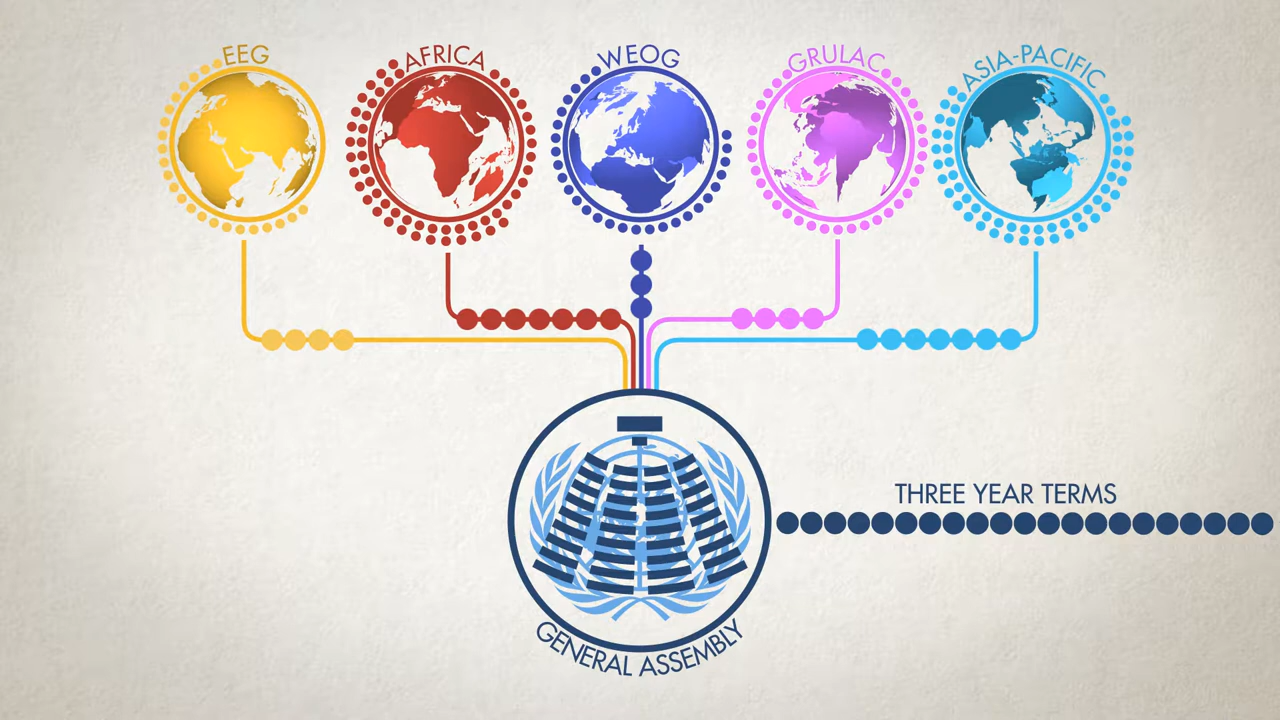 EEG
AFRICA
WEOG
GRULAC
ASIA-PACIFIC
THREE YEAR TERMS
GENERAL ASSEMBLY